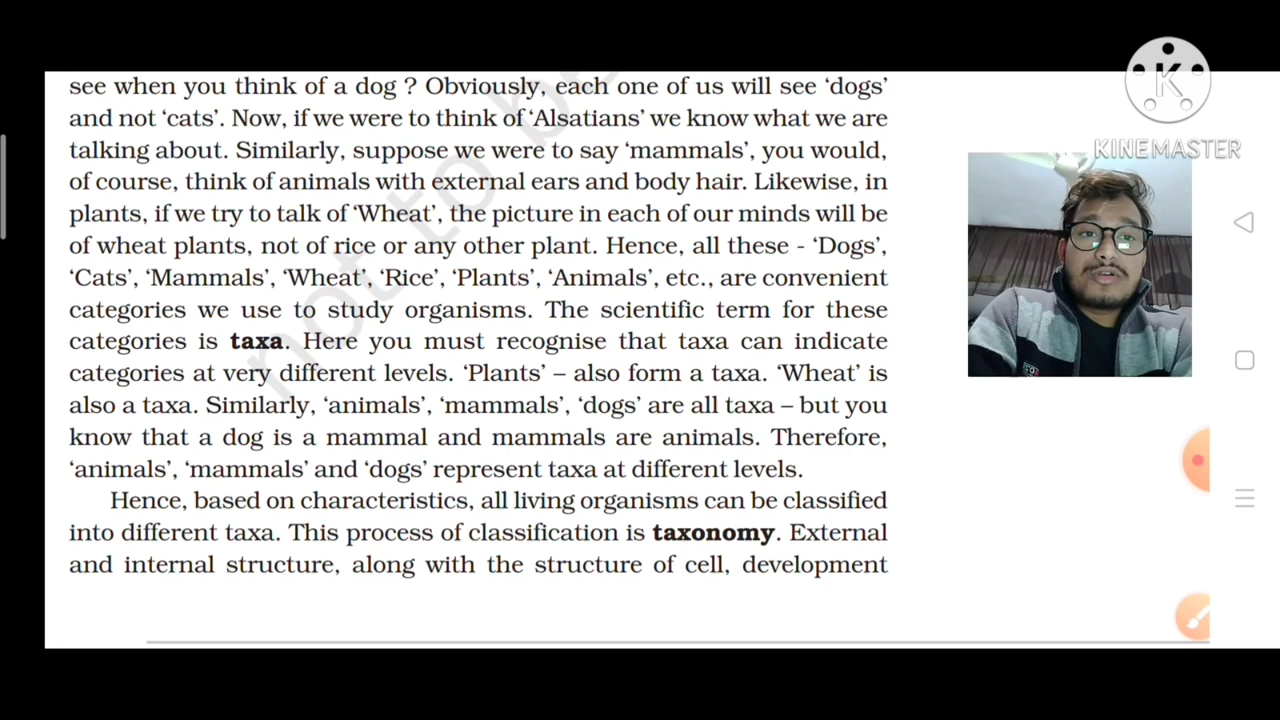 see when you think of a dog ? Obviously, each one of us will see ‘dogs’
and not ‘cats’. Now, if we were to think of ‘Alsatians’ we know what we are
talking about. Similarly, suppose we were to say ‘mammals’, you would,
of course, think of animals with external ears and body hair. Likewise, in
plants, if we try to talk of ‘Wheat’, the picture in each of our minds will be
of wheat plants, not of rice or any other plant. Hence, all these - ‘Dogs’,
‘Cats’, ‘Mammals’, ‘Wheat’, ‘Rice’, ‘Plants’, ‘Animals’, etc., are convenient
categories we use to study organisms. The scientific term for these
categories is taxa. Here you must recognise that taxa can indicate
categories at very different levels. ‘Plants’ – also form a taxa. ‘Wheat’ is
also a taxa. Similarly, ‘animals’, ‘mammals’, ‘dogs’ are all taxa – but you
know that a dog is a mammal and mammals are animals. Therefore,
‘animals’, ‘mammals’ and ‘dogs’ represent taxa at different levels.
Hence, based on characteristics, all living organisms can be classified
into different taxa. This process of classification is taxonomy. External
and internal structure, along with the structure of cell, development
not to be
K
KINEMASTER